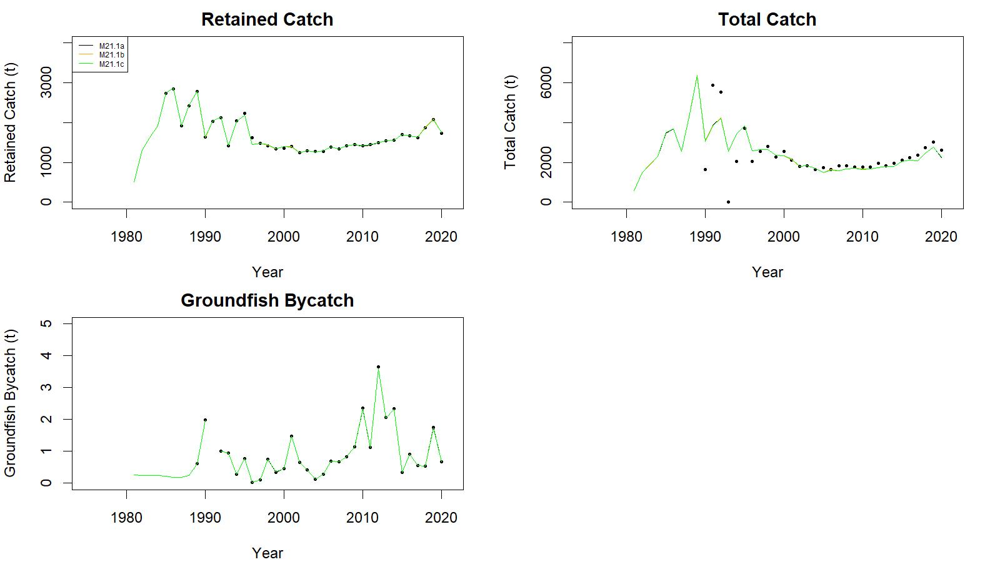 Retained Catch
M21.1a
M21.1b
M21.1c
Retained Catch (t)
0 1000 3000
1980 1990 2000 2010 2020
Year
Total Catch
Total Catch (t)
0 2000 6000
1980 1990 2000 2010 2020
Year
Groundfish Bycatch
Groundfish Bycatch (t)
0 1 2 3 4 5
1980 1990 2000 2010 2020
Year